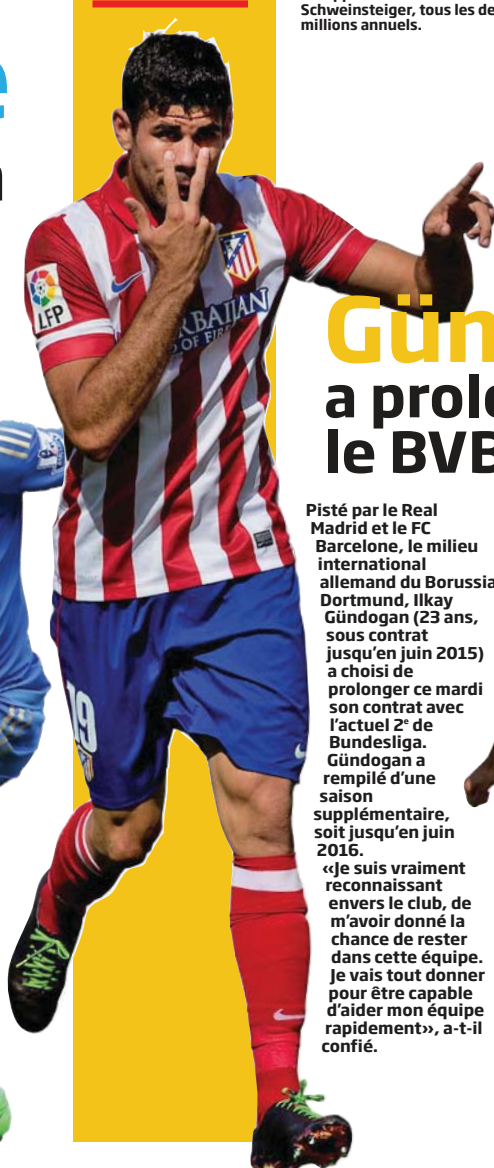 Schweinsteiger, tous les de
millions annuels.
LFP
19
Gün
a prol
le BVB
Pisté par le Real
Madrid et le FC
Barcelone, le milieu
international
allemand du Borussia
Dortmund, Ilkay
Gündogan (23 ans,
sous contrat
jusqu’en juin 2015)
a choisi de
prolonger ce mardi
son contrat avec
l’actuel 2e de
Bundesliga.
Gündogan a
rempilé d’une
saison
supplémentaire,
soit jusqu’en juin
2016.
«Je suis vraiment
reconnaissant
envers le club, de
m’avoir donné la
chance de rester
dans cette équipe.
Je vais tout donner
pour être capable
d’aider mon équipe
rapidement», a-t-il
confié.